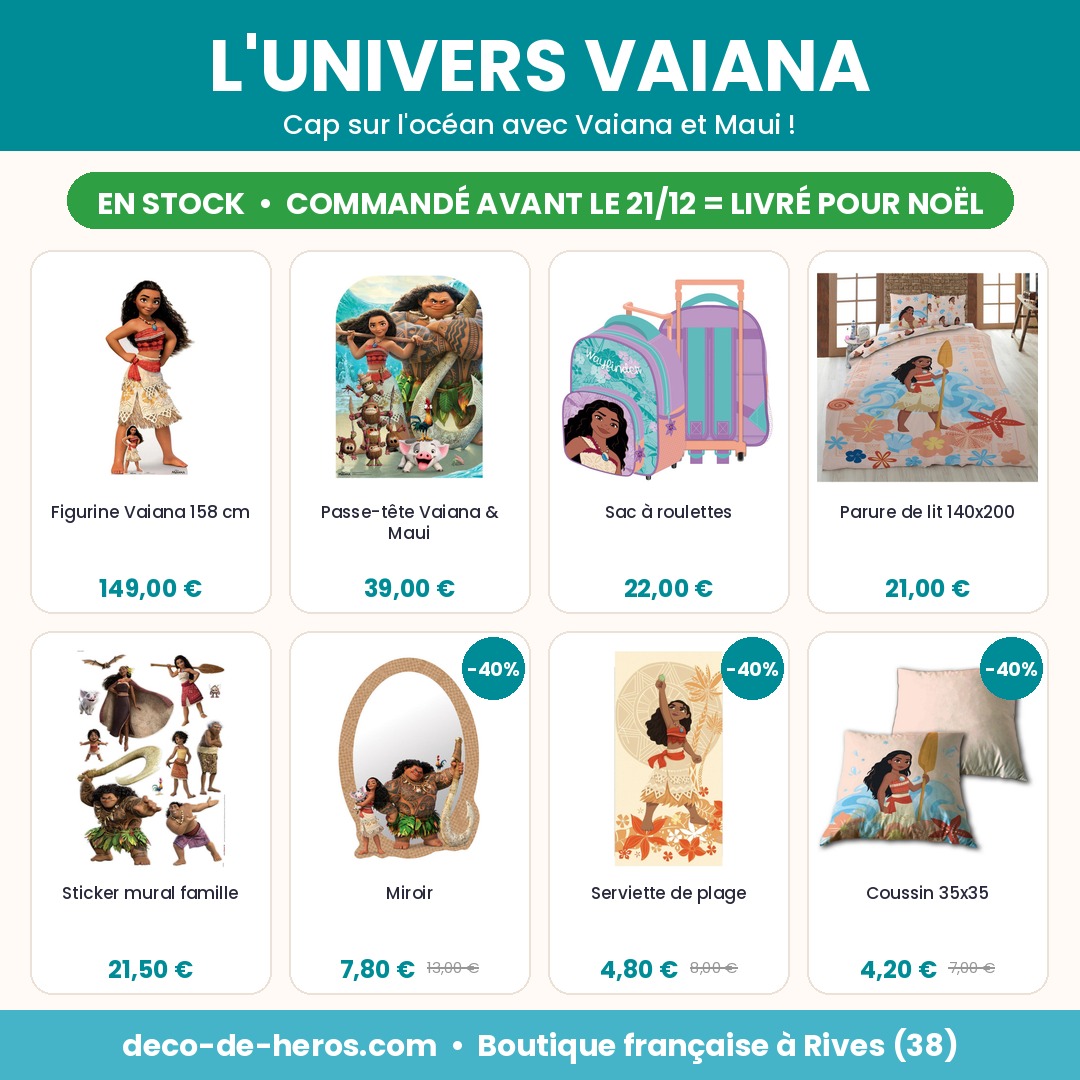 L'UNIVERS VAIANA
Cap sur l'océan avec Vaiana et Maui !
EN STOCK • COMMANDÉ AVANT LE 21/12 = LIVRÉ POUR NOËL
Wayfinder
Figurine Vaiana 158 cm
149,00 €
Passe-tête Vaiana &
Maui
39,00 €
Sac à roulettes
22,00 €
Parure de lit 140x200
21,00 €
Sticker mural famille
21,50 €
-40%
Miroir
7,80 € 13,00 €
-40%
Serviette de plage
4,80 € 8,00 €
-40%
Coussin 35x35
4,20 € 7,00 €
deco-de-heros.com • Boutique française à Rives (38)